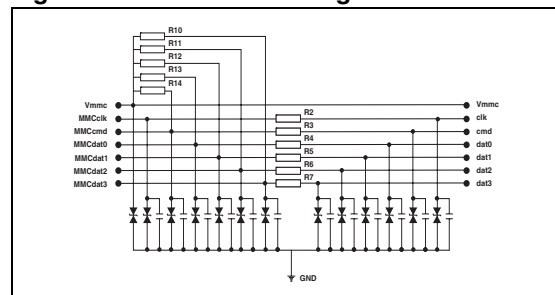 R10
R11
R12
R13
R14
Vmmc Vmmc
MMCclk R2 clk
MMCcmd R3 cmd
MMCdat0 R4 dat0
MMCdat1 R5 dat1
MMCdat2 R6 dat2
MMCdat3 R7 dat3
GND